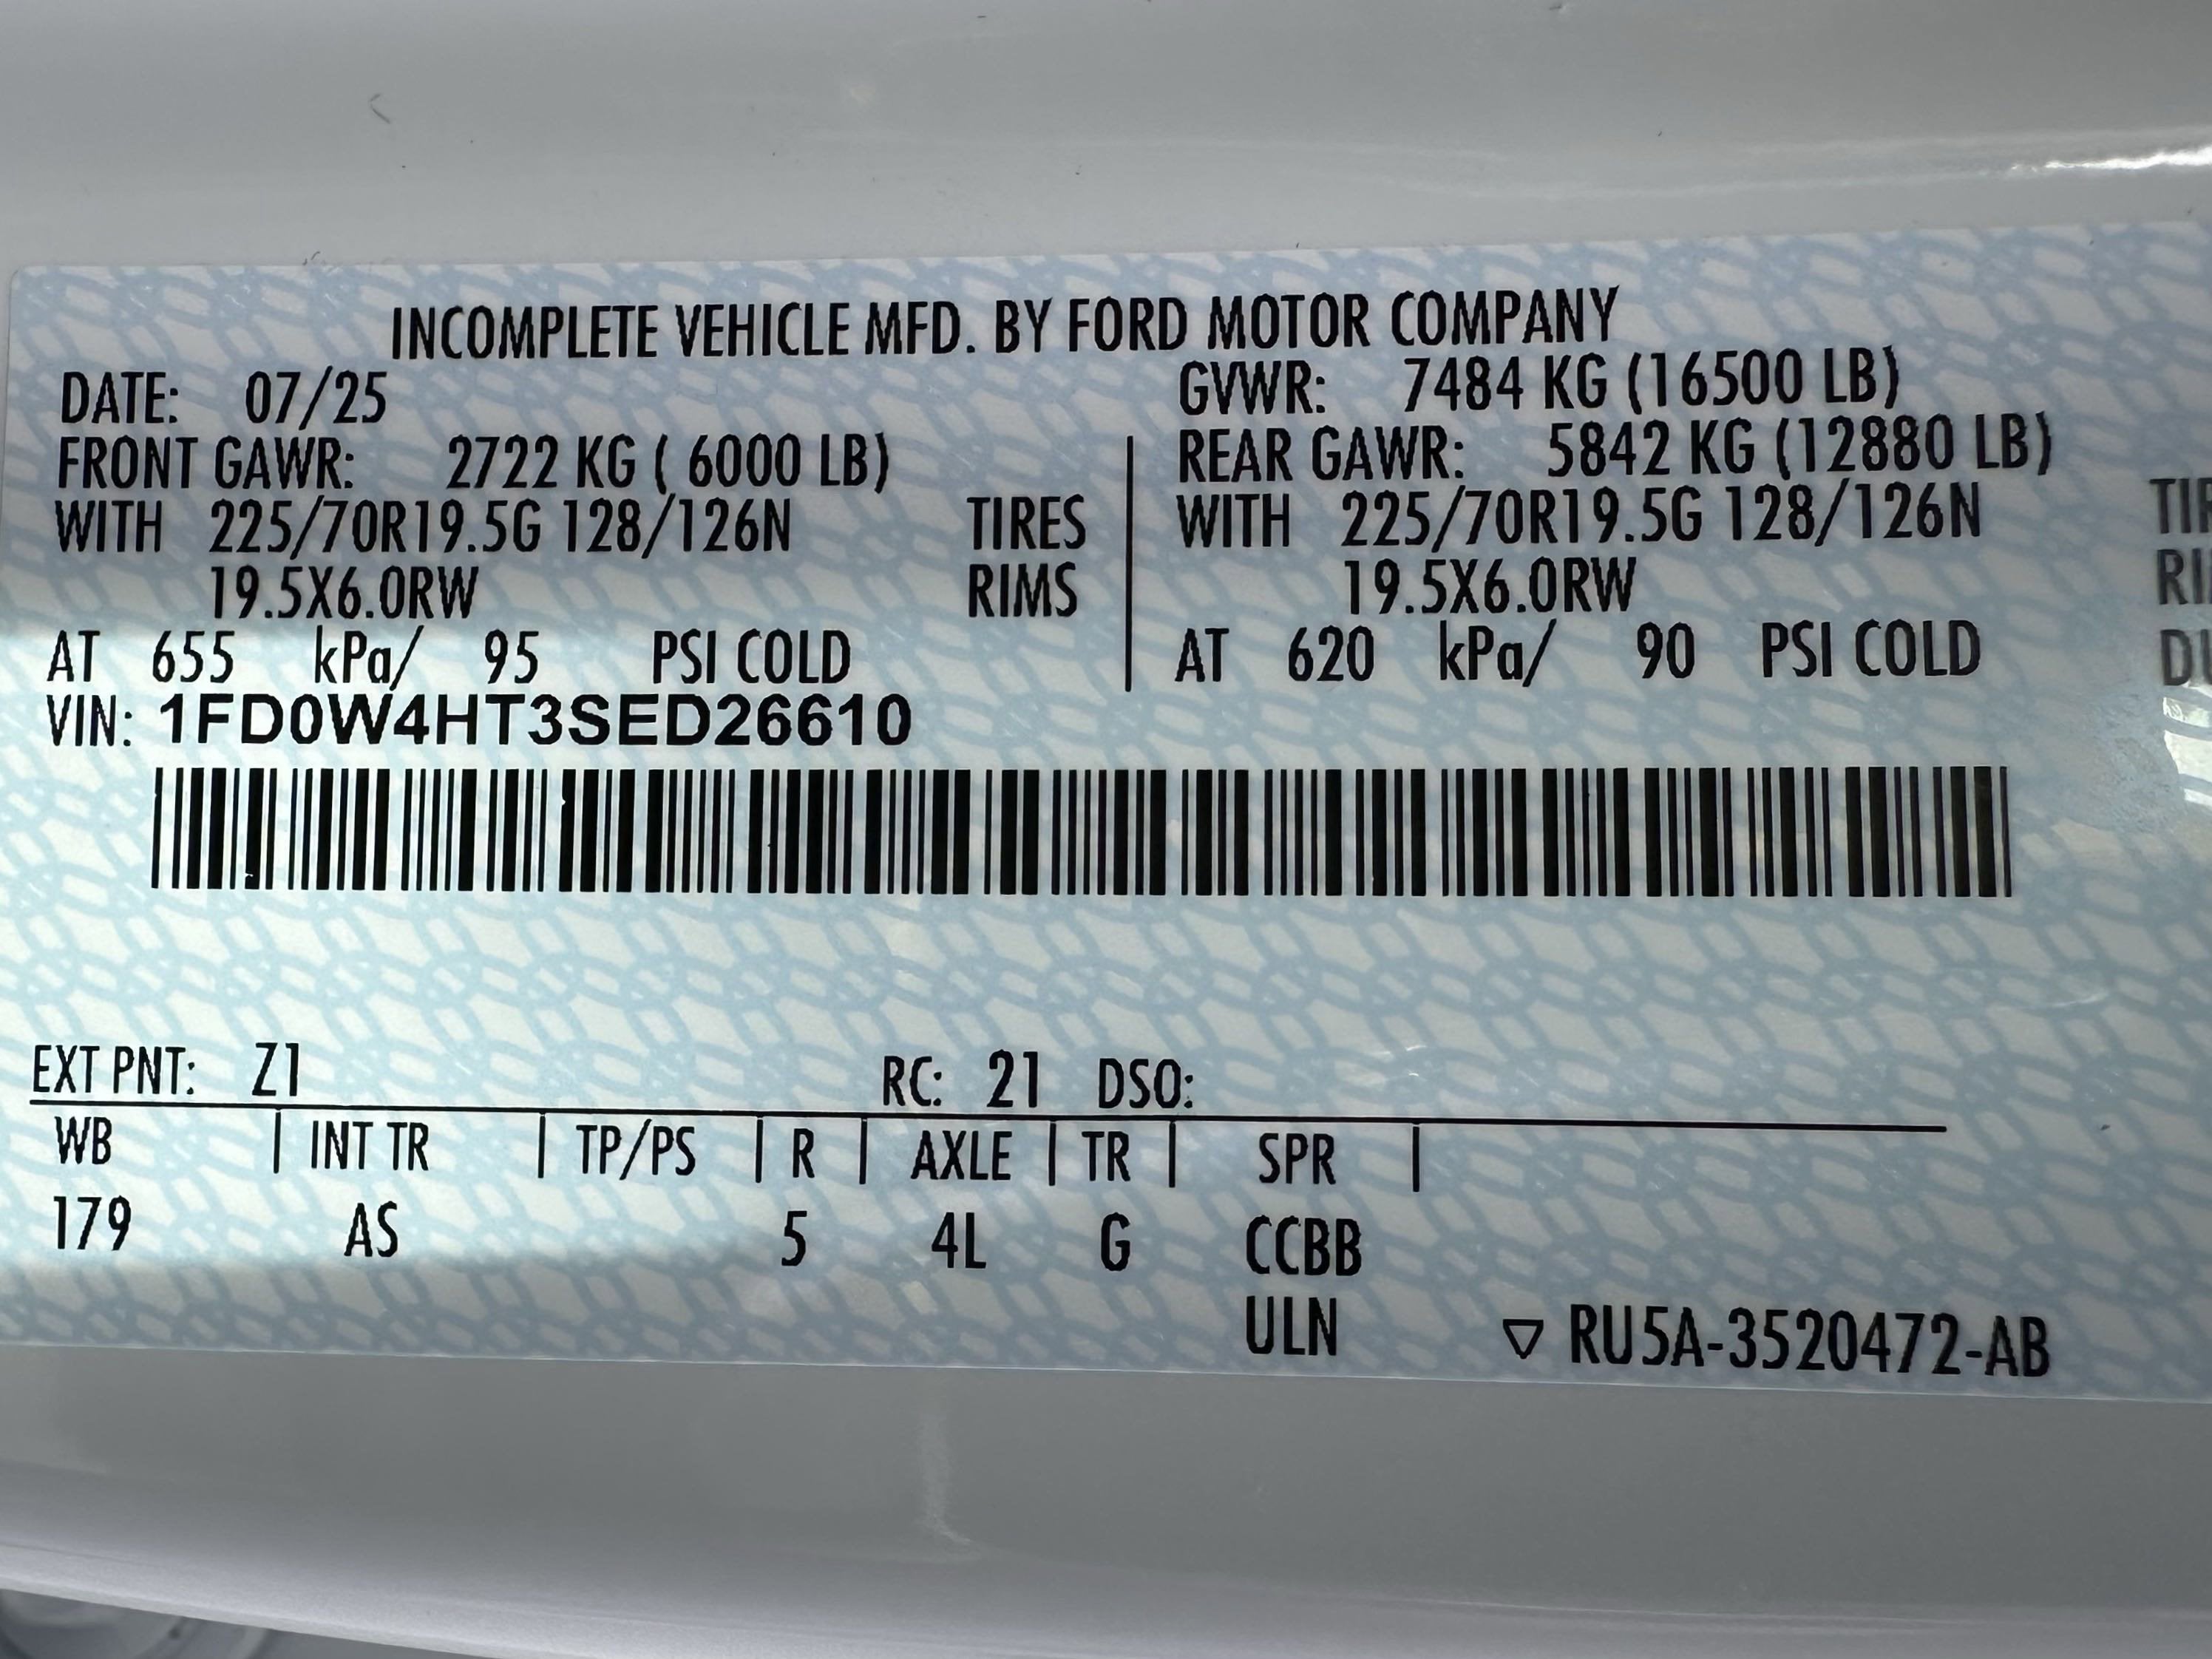 INCOMPLETE VEHICLE MFD. BY FORD MOTOR COMPANY
DATE: 07/25 GVWR: 7484 KG (16500 LB)
FRONT GAWR: 2722 KG ( 6000 LB) REAR GAWR: 5842 KG (12880 LB)
WITH 225/70R19.5G 128/126N TIRES WITH 225/70R19.5G 128/126N
19.5X6.0RW RIMS 19.5X6.0RW
AT 655 kPa/ 95 PSI COLD AT 620 kPa/ 90 PSI COLD
VIN: 1FD0W4HT3SED26610
EXT PNT: Z1 RC: 21 DSO:
WB | INT TR | TP/PS | R | AXLE | TR | SPR |
179 AS 5 4L G CCBB
ULN ▽ RU5A-3520472-AB